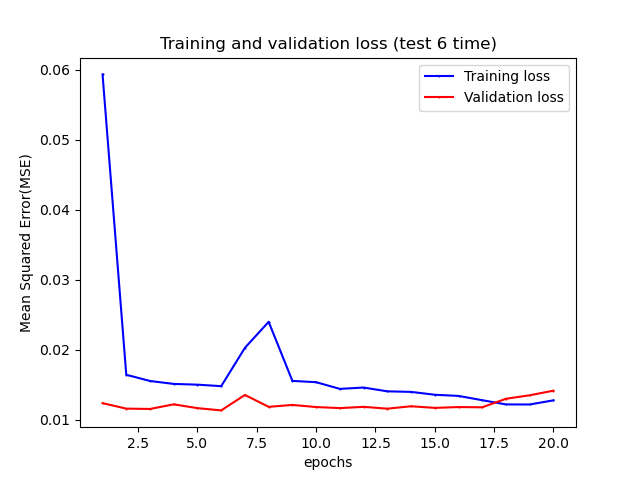 Training and validation loss (test 6 time)
Training loss
Validation loss
0.06
0.05
0.04
0.03
0.02
0.01
Mean Squared Error(MSE)
2.5 5.0 7.5 10.0 12.5 15.0 17.5 20.0
epochs